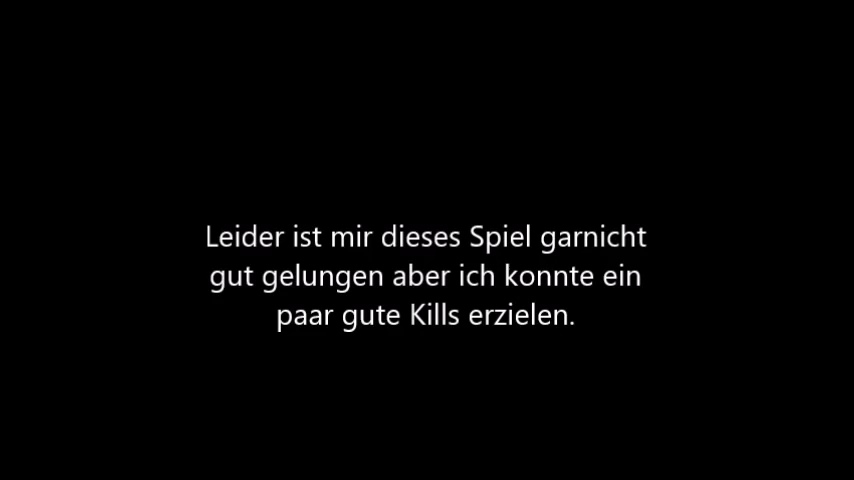 Leider ist mir dieses Spiel garnicht
gut gelungen aber ich konnte ein
paar gute Kills erzielen.